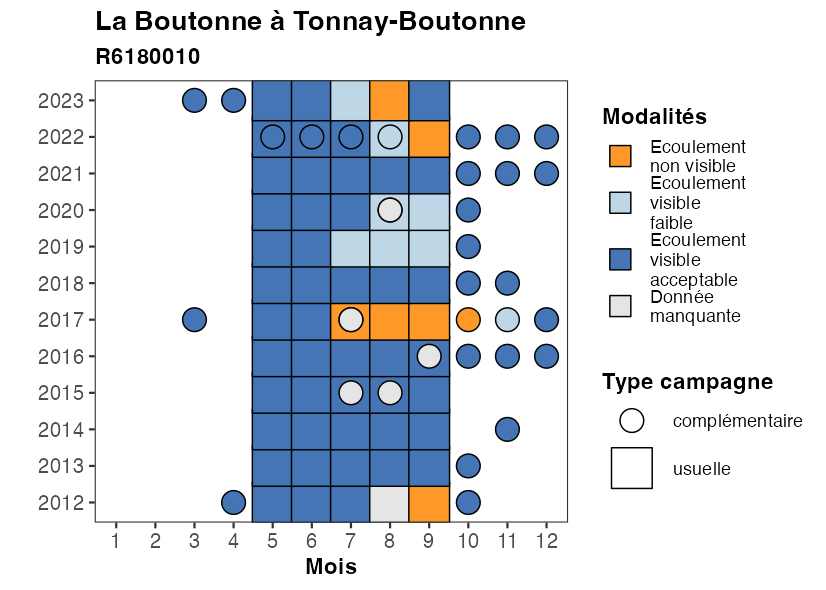 La Boutonne à Tonnay-Boutonne
R6180010
2023
2022
2021
2020
2019
2018
2017
2016
2015
2014
2013
2012
1 2 3 4 5 6 7 8 9 10 11 12
Mois
Modalités
Ecoulement
non visible
Ecoulement
visible
faible
Ecoulement
visible
acceptable
Donnée
manquante
Type campagne
complémentaire
usuelle